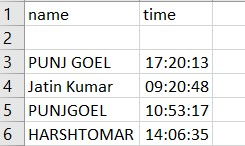 1 name time
2
3 PUNJ GOEL 17:20:13
4 Jatin Kumar 09:20:48
5 PUNJGOEL 10:53:17
6 HARSHTOMAR 14:06:35